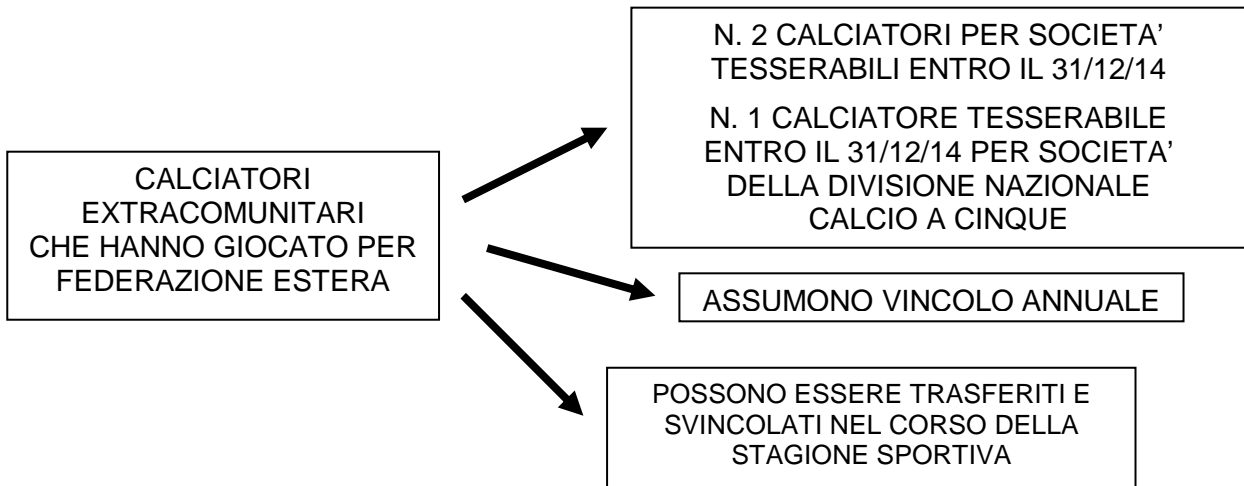 N. 2 CALCIATORI PER SOCIETA'
TESSERABILI ENTRO IL 31/12/14
N. 1 CALCIATORE TESSERABILE
ENTRO IL 31/12/14 PER SOCIETA'
DELLA DIVISIONE NAZIONALE
CALCIO A CINQUE
CALCIATORI
EXTRACOMUNITARI
CHE HANNO GIOCATO PER
FEDERAZIONE ESTERA
ASSUMONO VINCOLO ANNUALE
POSSONO ESSERE TRASFERITI E
SVINCOLATI NEL CORSO DELLA
STAGIONE SPORTIVA